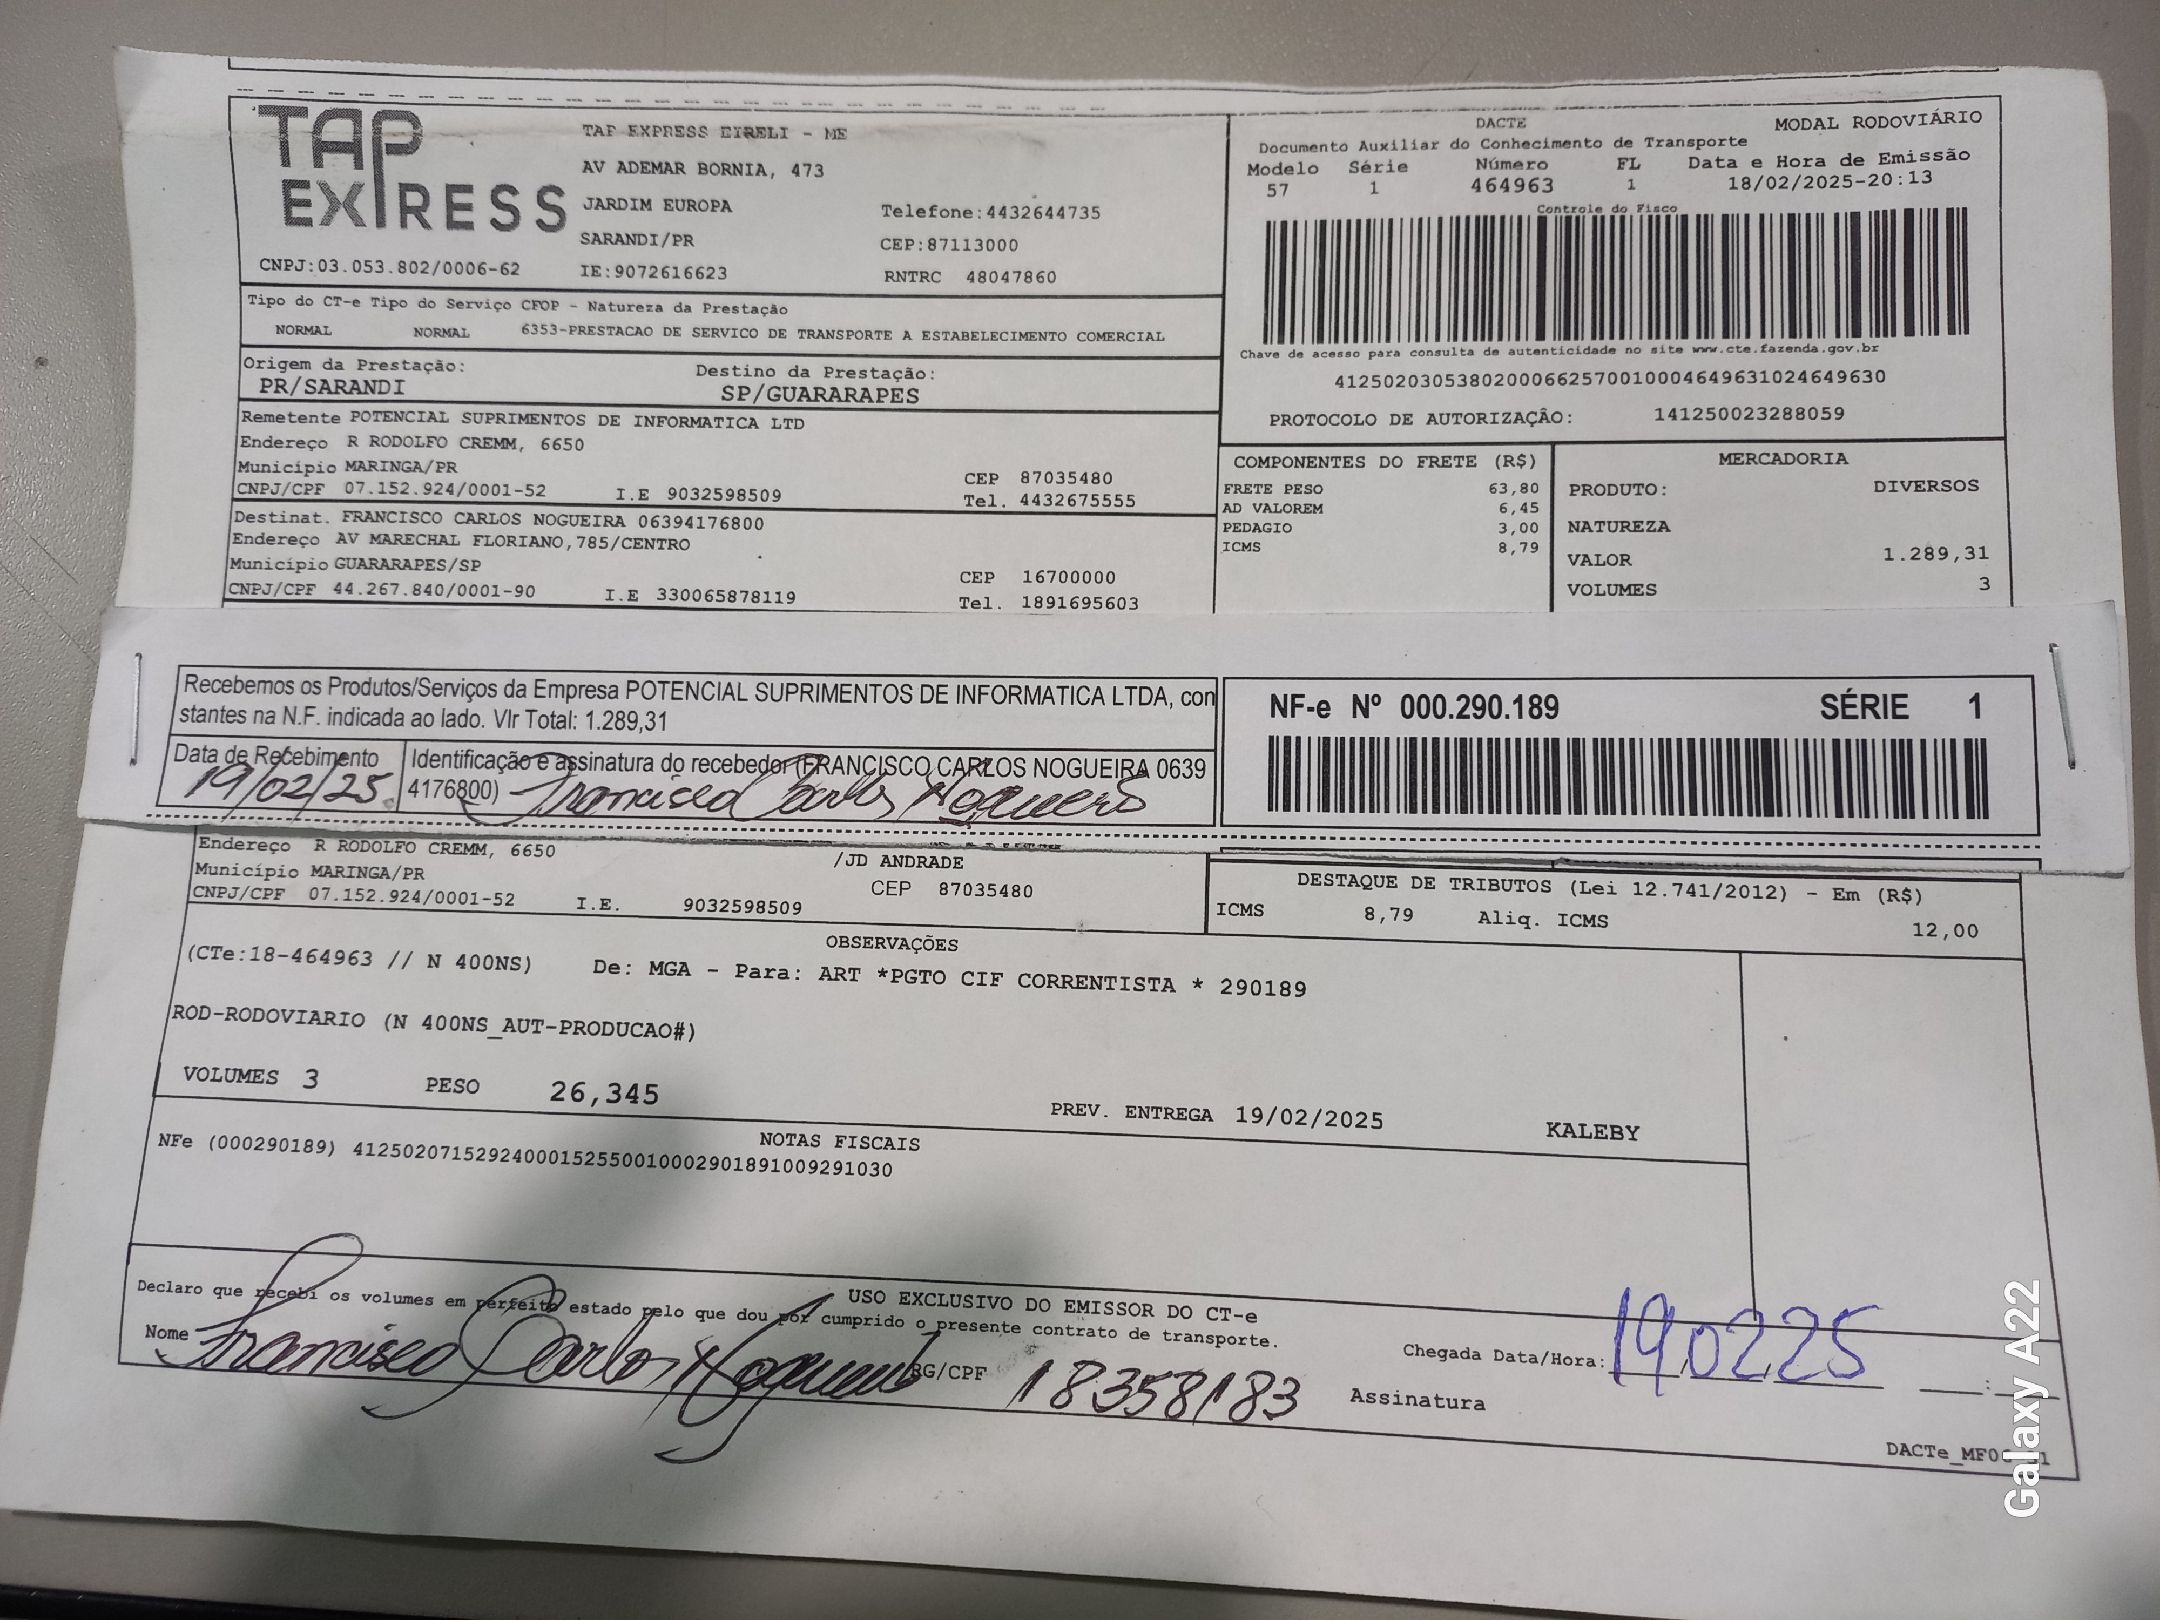 TAP
EXPRESS
TAP EXPRESS EIRELI - ME
AV ADEMAR BORNIA, 473
JARDIM EUROPA
Telefone:4432644735
SARANDI/PR
CEP:87113000
CNPJ:03.053.802/0006-62
IE:9072616623
RNTRC 48047860
DACTE
MODAL RODOVIÁRIO
Documento Auxiliar do Conhecimento de Transporte
Modelo Série Número FL Data e Hora de Emissão
57 1 464963 1 18/02/2025-20:13
Controle do Fisco
Chave de acesso para consulta de autenticidade no site www.cte.fazenda.gov.br
41250203053802000662570010004649631024649630
PROTOCOLO DE AUTORIZAÇÃO: 141250023288059
Tipo do CT-e Tipo do Serviço CFOP - Natureza da Prestação
NORMAL NORMAL 6353-PRESTACAO DE SERVICO DE TRANSPORTE A ESTABELECIMENTO COMERCIAL
Origem da Prestação: Destino da Prestação:
PR/SARANDI SP/GUARARAPES
Remetente POTENCIAL SUPRIMENTOS DE INFORMATICA LTD
Endereço R RODOLFO CREMM, 6650
Município MARINGA/PR CEP 87035480
CNPJ/CPF 07.152.924/0001-52 I.E 9032598509 Tel. 4432675555
Destinat. FRANCISCO CARLOS NOGUEIRA 06394176800
Endereço AV MARECHAL FLORIANO,785/CENTRO
Município GUARARAPES/SP CEP 16700000
CNPJ/CPF 44.267.840/0001-90 I.E 330065878119 Tel. 1891695603
COMPONENTES DO FRETE (R$)
FRETE PESO 63,80
AD VALOREM 6,45
PEDAGIO 3,00
ICMS 8,79
MERCADORIA
PRODUTO: DIVERSOS
NATUREZA
VALOR 1.289,31
VOLUMES 3
Recebemos os Produtos/Serviços da Empresa POTENCIAL SUPRIMENTOS DE INFORMATICA LTDA, con
stantes na N.F. indicada ao lado. Vlr Total: 1.289,31
Data de Recebimento
19/02/25
Identificação e assinatura do recebedor (FRANCISCO CARLOS NOGUEIRA 0639
4176800) Francisco Carlos Nogueira
NF-e Nº 000.290.189 SÉRIE 1
Endereço R RODOLFO CREMM, 6650 /JD ANDRADE
Município MARINGA/PR CEP 87035480
CNPJ/CPF 07.152.924/0001-52 I.E. 9032598509
DESTAQUE DE TRIBUTOS (Lei 12.741/2012) - Em (R$)
ICMS 8,79 Aliq. ICMS 12,00
OBSERVAÇÕES
(CTe:18-464963 // N 400NS) De: MGA - Para: ART *PGTO CIF CORRENTISTA * 290189
ROD-RODOVIARIO (N 400NS_AUT-PRODUCAO#)
VOLUMES 3 PESO 26,345
PREV. ENTREGA 19/02/2025 KALEBY
NOTAS FISCAIS
NFe (000290189) 41250207152924000152550010002901891009291030
USO EXCLUSIVO DO EMISSOR DO CT-e
Declaro que recebi os volumes em perfeito estado pelo que dou por cumprido o presente contrato de transporte.
Nome Francisco Carlos Nogueira RG/CPF 18358183
Chegada Data/Hora: 19 02 25
Assinatura
Galaxy A22